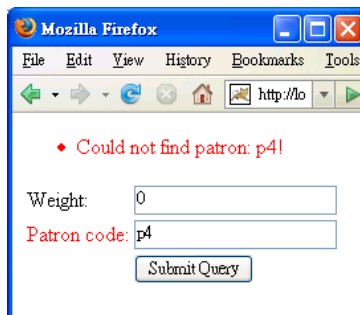 Mozilla Firefox
File Edit View History Bookmarks Tools
http://lo
Could not find patron: p4!
Weight: 0
Patron code: p4
Submit Query